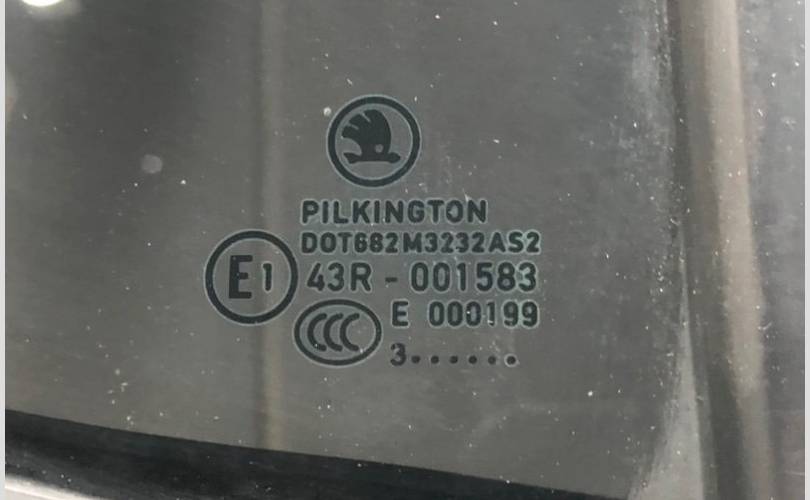 PILKINGTON
DOT682M3232AS2
E1 43R - 001583
CCC E 000199
3......